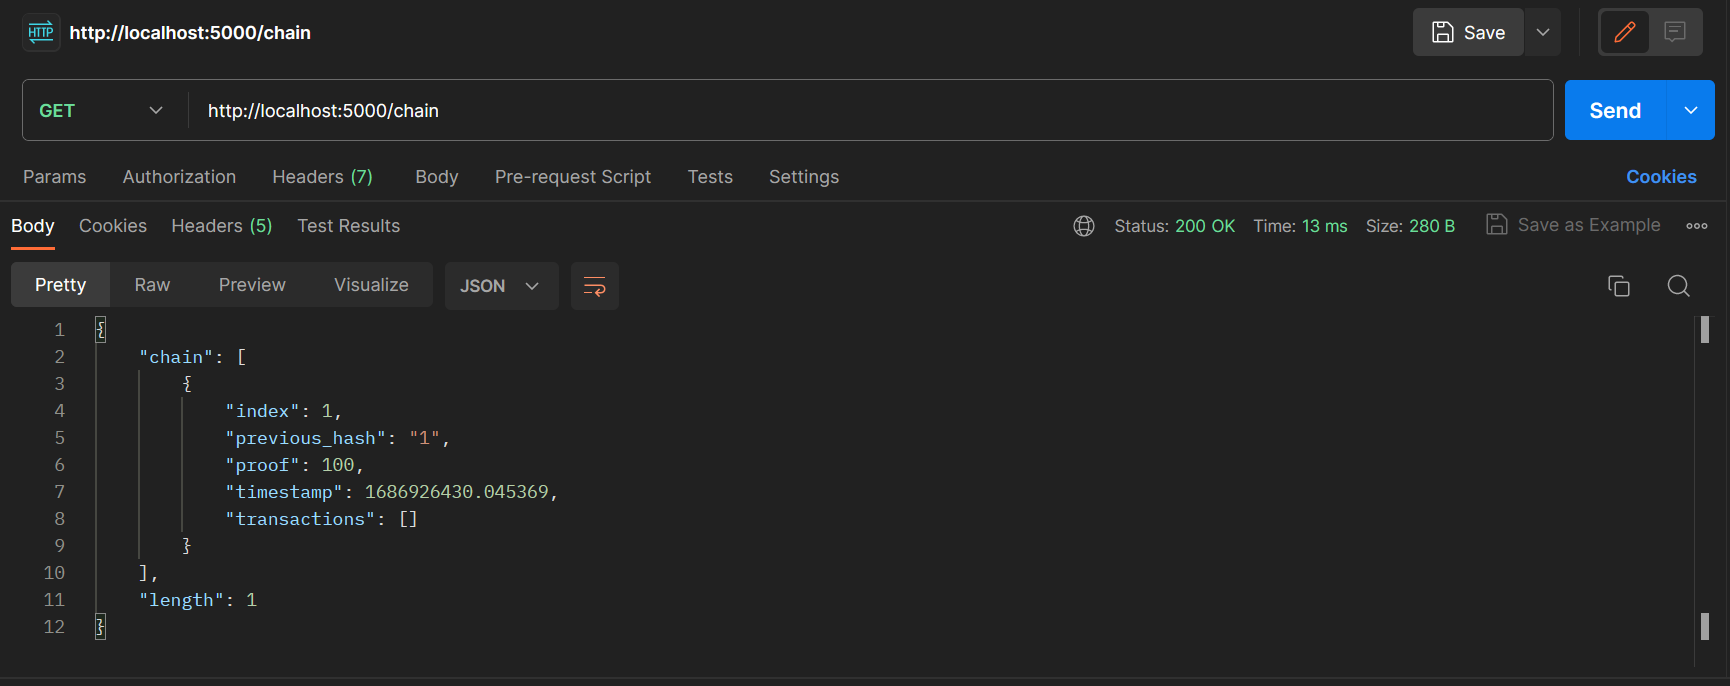 HTTP http://localhost:5000/chain Save
GET http://localhost:5000/chain Send
Params Authorization Headers (7) Body Pre-request Script Tests Settings Cookies
Body Cookies Headers (5) Test Results Status: 200 OK Time: 13 ms Size: 280 B Save as Example
Pretty Raw Preview Visualize JSON
1 {
2 "chain": [
3 {
4 "index": 1,
5 "previous_hash": "1",
6 "proof": 100,
7 "timestamp": 1686926430.045369,
8 "transactions": []
9 }
10 ],
11 "length": 1
12 }